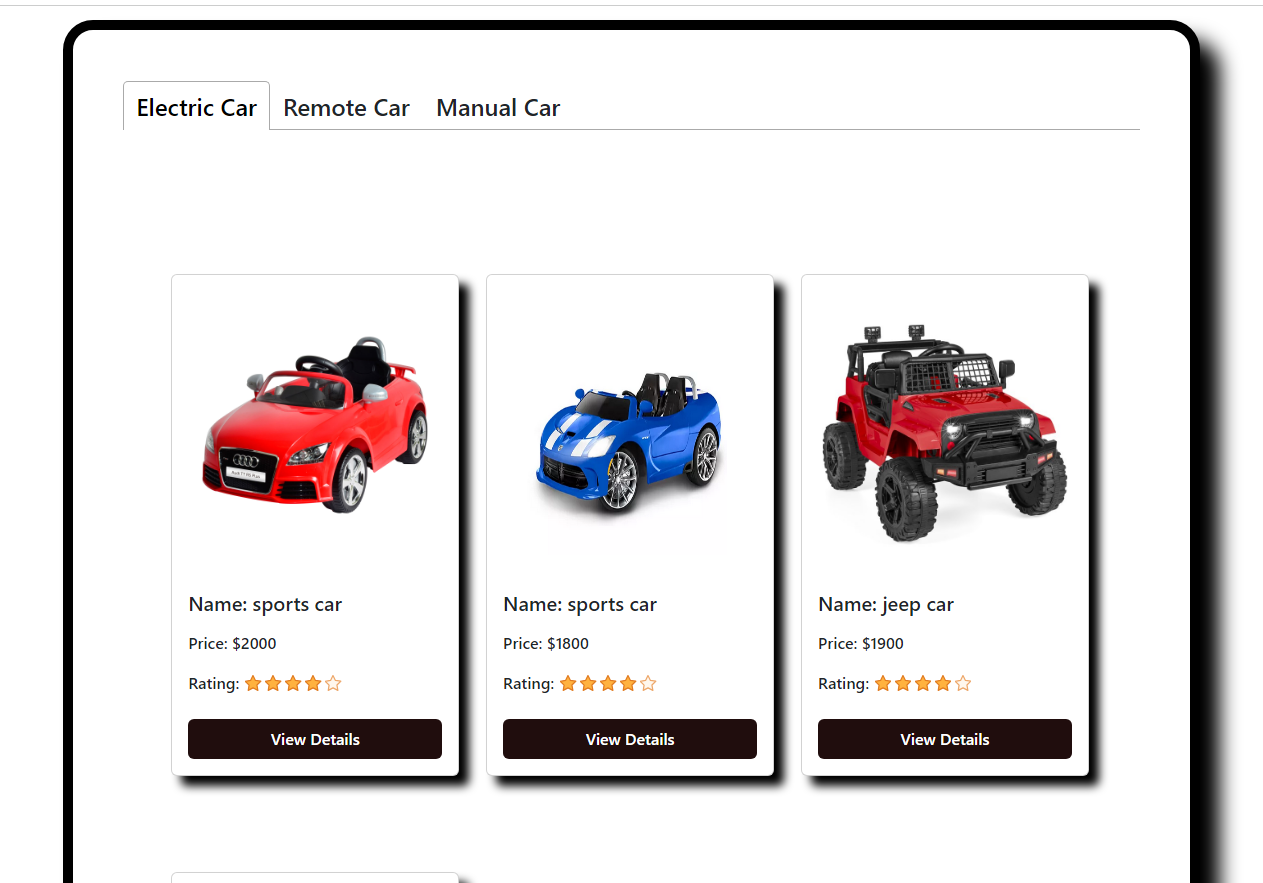 Electric Car Remote Car Manual Car
Name: sports car
Price: $2000
Rating:
View Details
Name: sports car
Price: $1800
Rating:
View Details
Name: jeep car
Price: $1900
Rating:
View Details